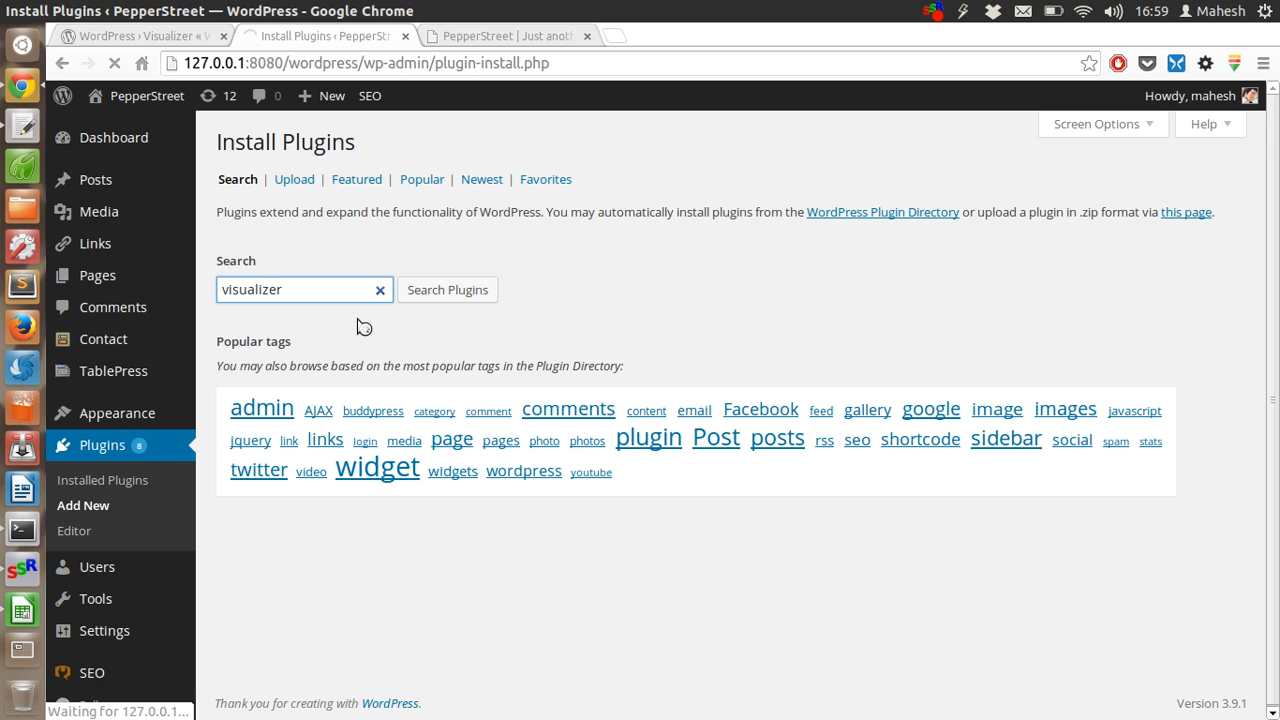 Install Plugins ‹ PepperStreet — WordPress - Google Chrome
16:59 Mahesh
WordPress › Visualizer « W
Install Plugins ‹ PepperStr
PepperStreet | Just anot
127.0.0.1:8080/wordpress/wp-admin/plugin-install.php
PepperStreet 12 0 New SEO
Howdy, mahesh
Dashboard
Posts
Media
Links
Pages
Comments
Contact
TablePress
Appearance
Plugins 8
Installed Plugins
Add New
Editor
Users
Tools
Settings
SEO
Screen Options
Help
Install Plugins
Search | Upload | Featured | Popular | Newest | Favorites
Plugins extend and expand the functionality of WordPress. You may automatically install plugins from the WordPress Plugin Directory or upload a plugin in .zip format via this page.
Search
visualizer
Search Plugins
Popular tags
You may also browse based on the most popular tags in the Plugin Directory:
admin AJAX buddypress category comment comments content email Facebook feed gallery google image images javascript
jquery link links login media page pages photo photos plugin Post posts rss seo shortcode sidebar social spam stats
twitter video widget widgets wordpress youtube
Thank you for creating with WordPress.
Version 3.9.1
Waiting for 127.0.0.1...
SSR